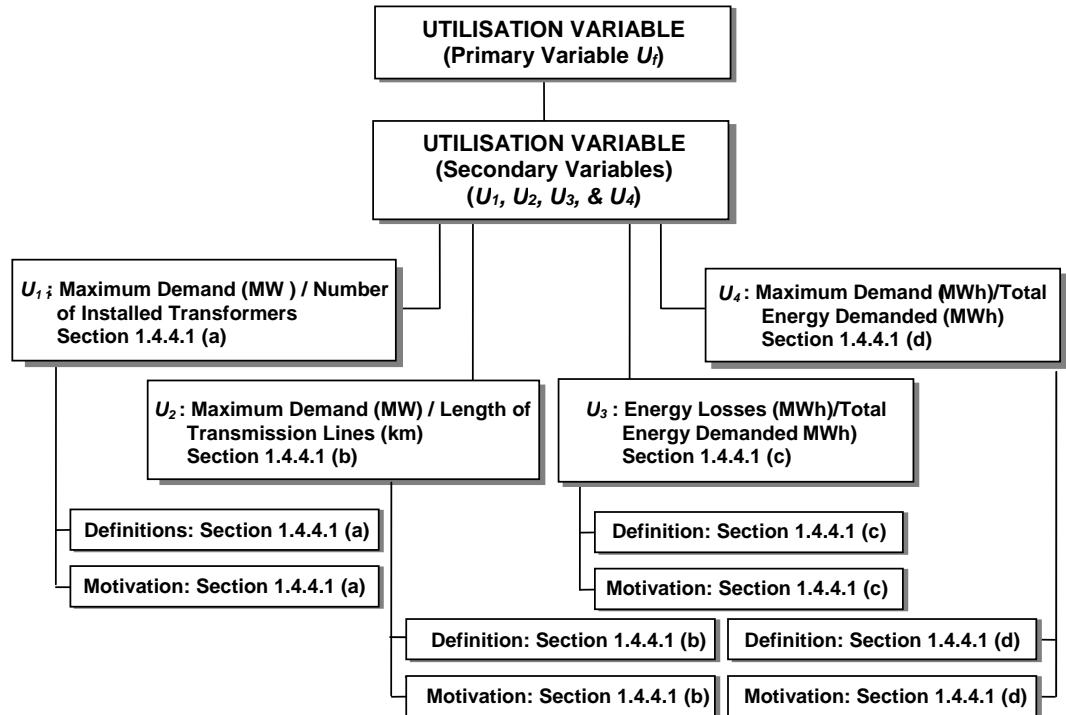 UTILISATION VARIABLE
(Primary Variable Uf)
UTILISATION VARIABLE
(Secondary Variables)
(U1, U2, U3, & U4)
U1 : Maximum Demand (MW ) / Number
of Installed Transformers
Section 1.4.4.1 (a)
U4 : Maximum Demand (MWh)/Total
Energy Demanded (MWh)
Section 1.4.4.1 (d)
U2 : Maximum Demand (MW) / Length of
Transmission Lines (km)
Section 1.4.4.1 (b)
U3 : Energy Losses (MWh)/Total
Energy Demanded MWh)
Section 1.4.4.1 (c)
Definitions: Section 1.4.4.1 (a)
Motivation: Section 1.4.4.1 (a)
Definition: Section 1.4.4.1 (c)
Motivation: Section 1.4.4.1 (c)
Definition: Section 1.4.4.1 (b)
Motivation: Section 1.4.4.1 (b)
Definition: Section 1.4.4.1 (d)
Motivation: Section 1.4.4.1 (d)